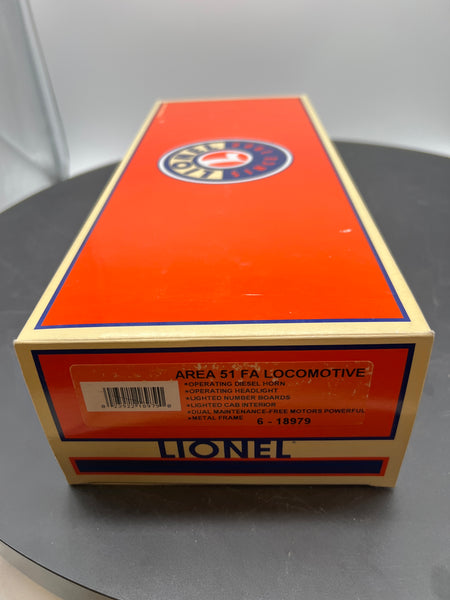 LIONEL
AREA 51 FA LOCOMOTIVE
•OPERATING DIESEL HORN
•OPERATING HEADLIGHT
•LIGHTED NUMBER BOARDS
•LIGHTED CAB INTERIOR
•DUAL MAINTENANCE-FREE MOTORS POWERFUL
•METAL FRAME
6 - 18979
LIONEL